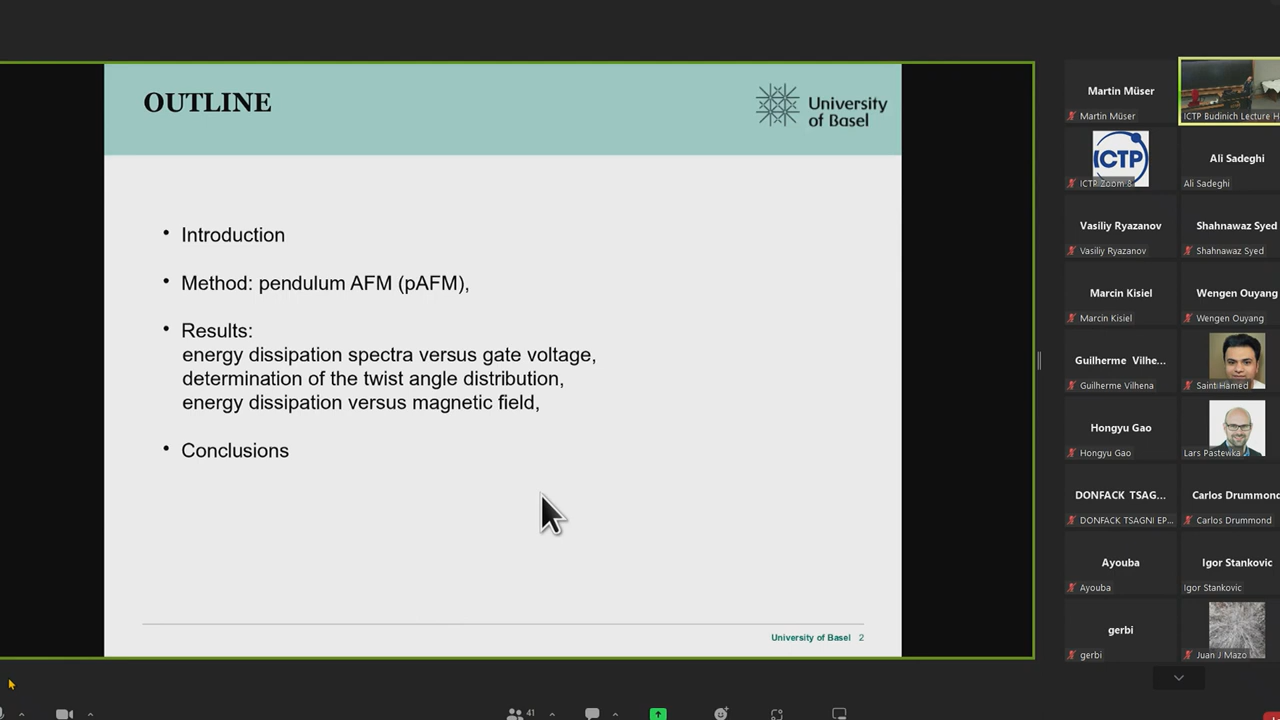 OUTLINE
University
of Basel
• Introduction
• Method: pendulum AFM (pAFM),
• Results:
energy dissipation spectra versus gate voltage,
determination of the twist angle distribution,
energy dissipation versus magnetic field,
• Conclusions
University of Basel 2
Martin Müser
Martin Müser
ICTP Budinich Lecture H
ICTP
ICTP Zoom 8
Ali Sadeghi
Ali Sadeghi
Vasiliy Ryazanov
Vasiliy Ryazanov
Shahnawaz Syed
Shahnawaz Syed
Marcin Kisiel
Marcin Kisiel
Wengen Ouyang
Wengen Ouyang
Guilherme Vilhe...
Guilherme Vilhena
Saint Hamed
Hongyu Gao
Hongyu Gao
Lars Pastewka
DONFACK TSAG...
DONFACK TSAGNI EP...
Carlos Drummond
Carlos Drummond
Ayouba
Ayouba
Igor Stankovic
Igor Stankovic
gerbi
gerbi
Juan J Mazo
41